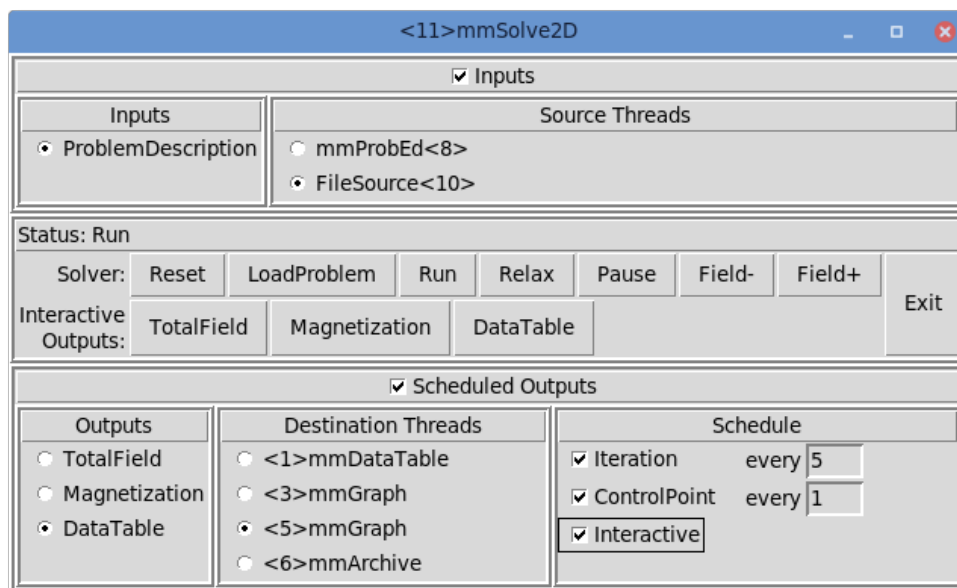 <11>mmSolve2D
Inputs
Inputs
Source Threads
ProblemDescription
mmProbEd<8>
FileSource<10>
Status: Run
Solver: Reset LoadProblem Run Relax Pause Field- Field+
Exit
Interactive
Outputs: TotalField Magnetization DataTable
Scheduled Outputs
Outputs
TotalField
Magnetization
DataTable
Destination Threads
<1>mmDataTable
<3>mmGraph
<5>mmGraph
<6>mmArchive
Schedule
Iteration every 5
ControlPoint every 1
Interactive